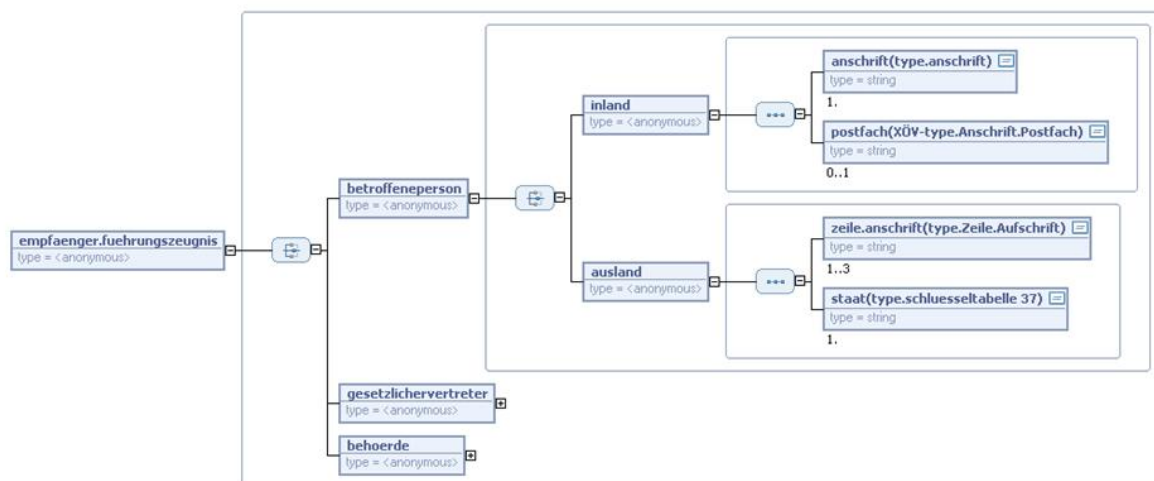 anschrift(type.anschrift)
type = string
1.
inland
type = <anonymous>
postfach(XÖV-type.Anschrift.Postfach)
type = string
0..1
betroffeneperson
type = <anonymous>
empfaenger.fuehrungszeugnis
type = <anonymous>
zeile.anschrift(type.Zeile.Aufschrift)
type = string
1..3
ausland
type = <anonymous>
staat(type.schluesseltabelle 37)
type = string
1.
gesetzlichervertreter
type = <anonymous>
behoerde
type = <anonymous>